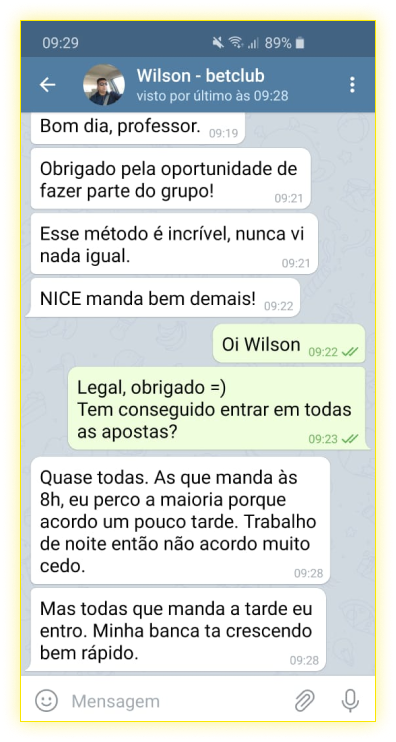 09:29
89%
Wilson - betclub
visto por último às 09:28
Bom dia, professor. 09:19
Obrigado pela oportunidade de
fazer parte do grupo! 09:21
Esse método é incrível, nunca vi
nada igual. 09:21
NICE manda bem demais! 09:22
Oi Wilson 09:22
Legal, obrigado =)
Tem conseguido entrar em todas
as apostas? 09:23
Quase todas. As que manda às
8h, eu perco a maioria porque
acordo um pouco tarde. Trabalho
de noite então não acordo muito
cedo. 09:28
Mas todas que manda a tarde eu
entro. Minha banca ta crescendo
bem rápido. 09:28
Mensagem